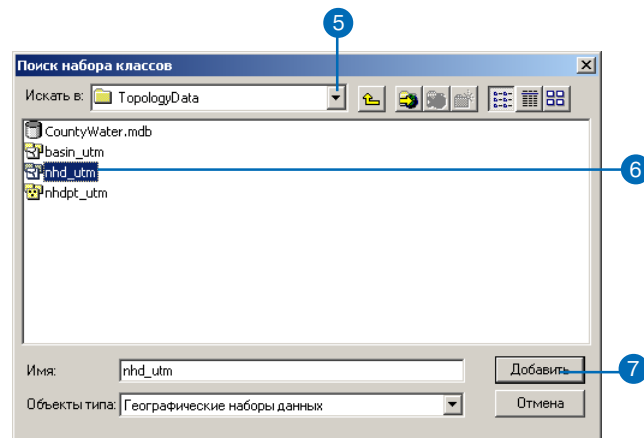 5
Поиск набора классов
Искать в: TopologyData
CountyWater.mdb
basin_utm
nhd_utm
6
nhdpt_utm
Имя: nhd_utm Добавить
7
Объекты типа: Географические наборы данных Отмена